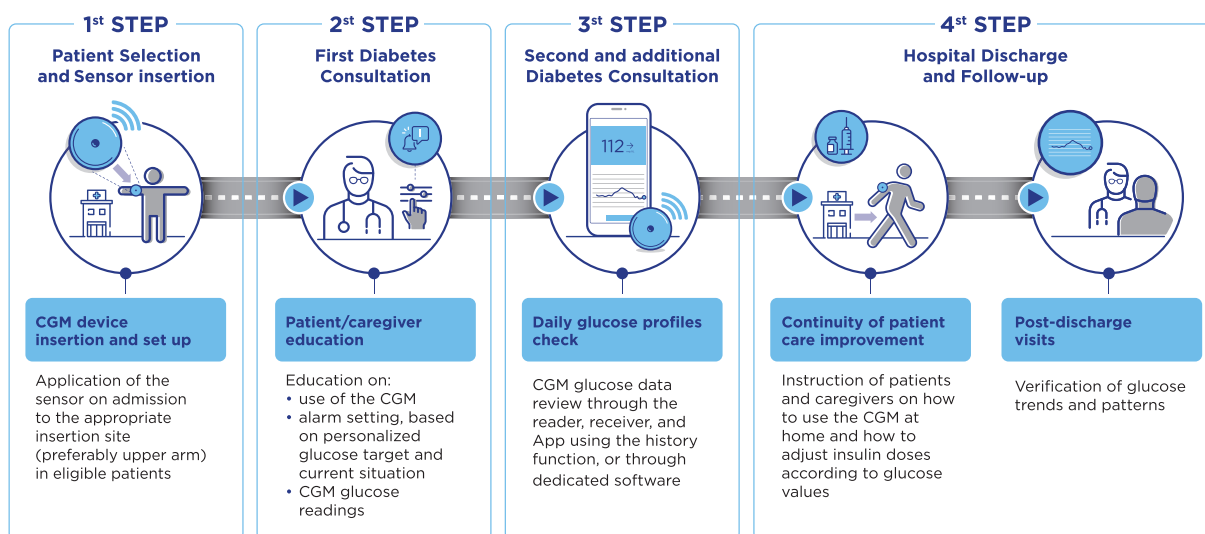 1st STEP
Patient Selection
and Sensor insertion
CGM device
insertion and set up
Application of the
sensor on admission
to the appropriate
insertion site
(preferably upper arm)
in eligible patients
2st STEP
First Diabetes
Consultation
Patient/caregiver
education
Education on:
• use of the CGM
• alarm setting, based
on personalized
glucose target and
current situation
• CGM glucose
readings
3st STEP
Second and additional
Diabetes Consultation
112→
Daily glucose profiles
check
CGM glucose data
review through the
reader, receiver, and
App using the history
function, or through
dedicated software
4st STEP
Hospital Discharge
and Follow-up
Continuity of patient
care improvement
Instruction of patients
and caregivers on how
to use the CGM at
home and how to
adjust insulin doses
according to glucose
values
Post-discharge
visits
Verification of glucose
trends and patterns